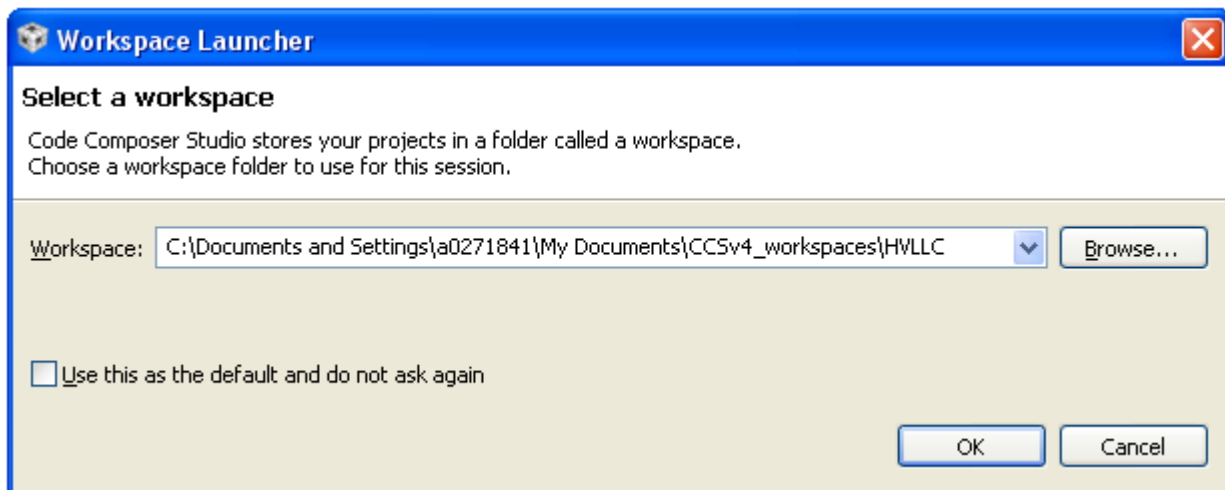 Workspace Launcher
Select a workspace
Code Composer Studio stores your projects in a folder called a workspace.
Choose a workspace folder to use for this session.
Workspace: C:\Documents and Settings\a0271841\My Documents\CCSv4_workspaces\HVLLC Browse...
Use this as the default and do not ask again
OK Cancel